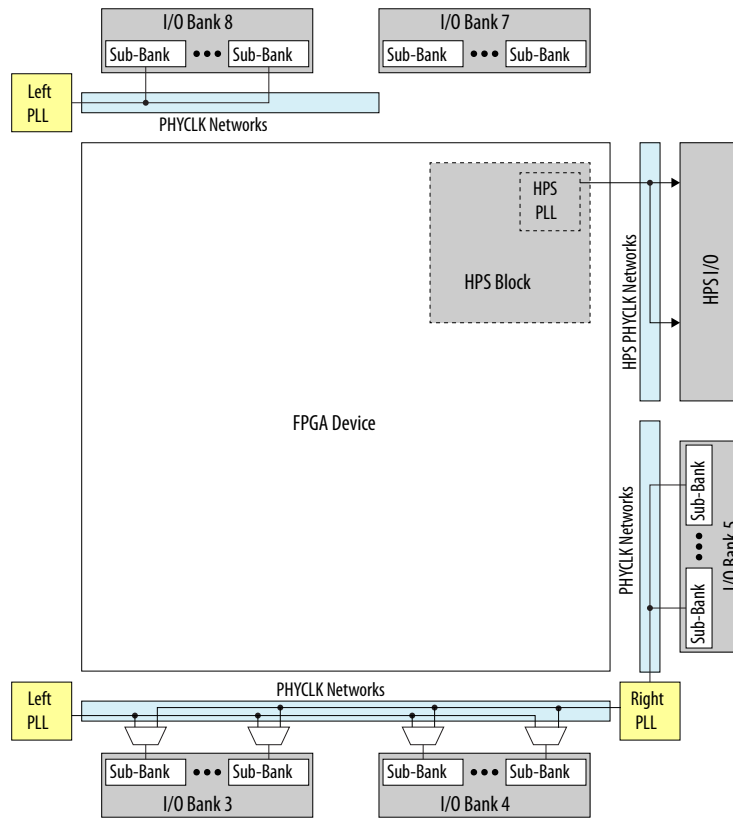 I/O Bank 8
I/O Bank 7
Sub-Bank ••• Sub-Bank
Sub-Bank ••• Sub-Bank
Left
PLL
PHYCLK Networks
HPS
PLL
HPS Block
HPS PHYCLK Networks
HPS I/O
FPGA Device
PHYCLK Networks
Sub-Bank
•••
Sub-Bank
I/O Bank 5
Left
PLL
PHYCLK Networks
Right
PLL
Sub-Bank ••• Sub-Bank
Sub-Bank ••• Sub-Bank
I/O Bank 3
I/O Bank 4